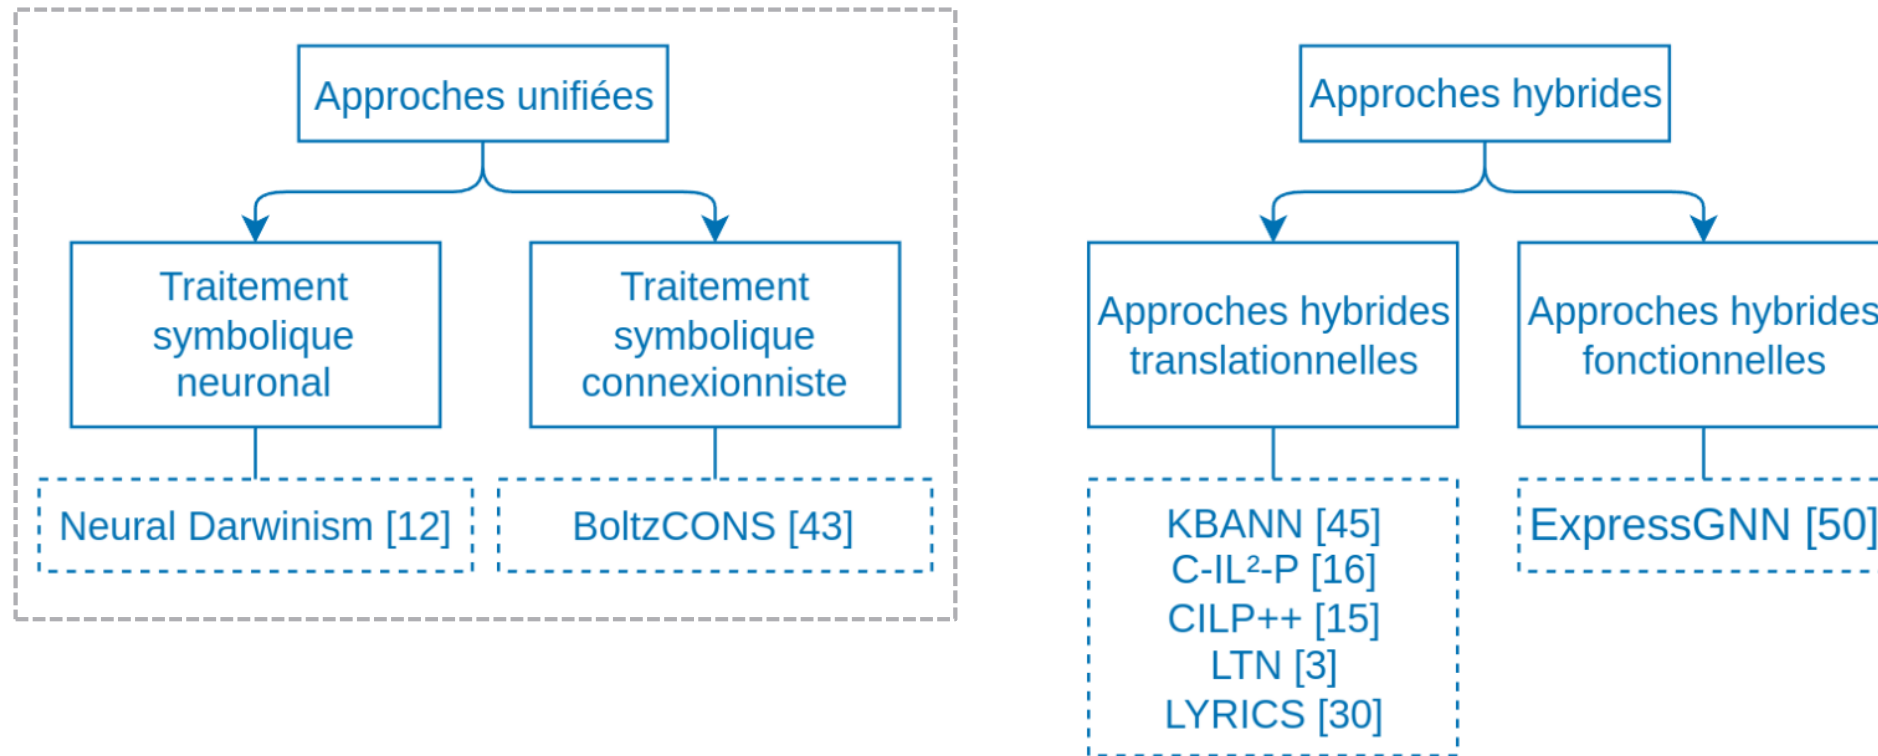 Approches unifiées
Traitement
symbolique
neuronal
Traitement
symbolique
connexionniste
Neural Darwinism [12]
BoltzCONS [43]
Approches hybrides
Approches hybrides
translationnelles
Approches hybrides
fonctionnelles
KBANN [45]
C-IL²-P [16]
CILP++ [15]
LTN [3]
LYRICS [30]
ExpressGNN [50]